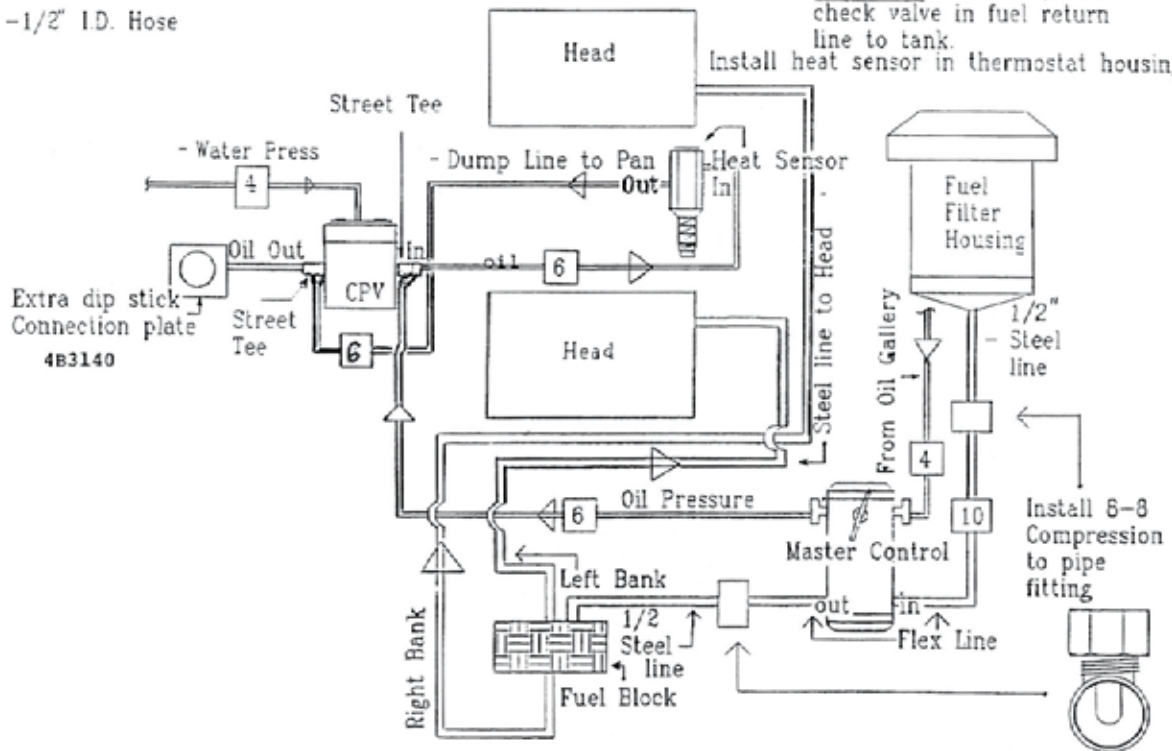 -1/2" I.D. Hose
check valve in fuel return
line to tank.
Install heat sensor in thermostat housin
Head
Street Tee
- Water Press
4
- Dump Line to Pan
Out
Heat Sensor
In
Fuel
Filter
Housing
Oil Out
In
oil
6
CPV
Extra dip stick
Connection plate
4B3140
Street
Tee
6
Head
Steel line to Head -
From Oil Gallery
1/2"
- Steel
line
4
10
Oil Pressure
6
Master Control
Install 8-8
Compression
to pipe
fitting
Left Bank
Right Bank
1/2
Steel
line
out
in
Flex Line
Fuel Block